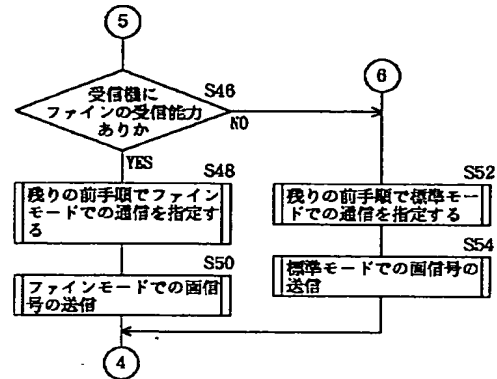 5
6
S46
受信機に
ファインの受信能力
ありか
NO
YES
S48
残りの前手順でファイン
モードでの通信を指定す
る
S52
残りの前手順で標準モー
ドでの通信を指定する
S50
ファインモードでの画信
号の送信
S54
標準モードでの画信号の
送信
4